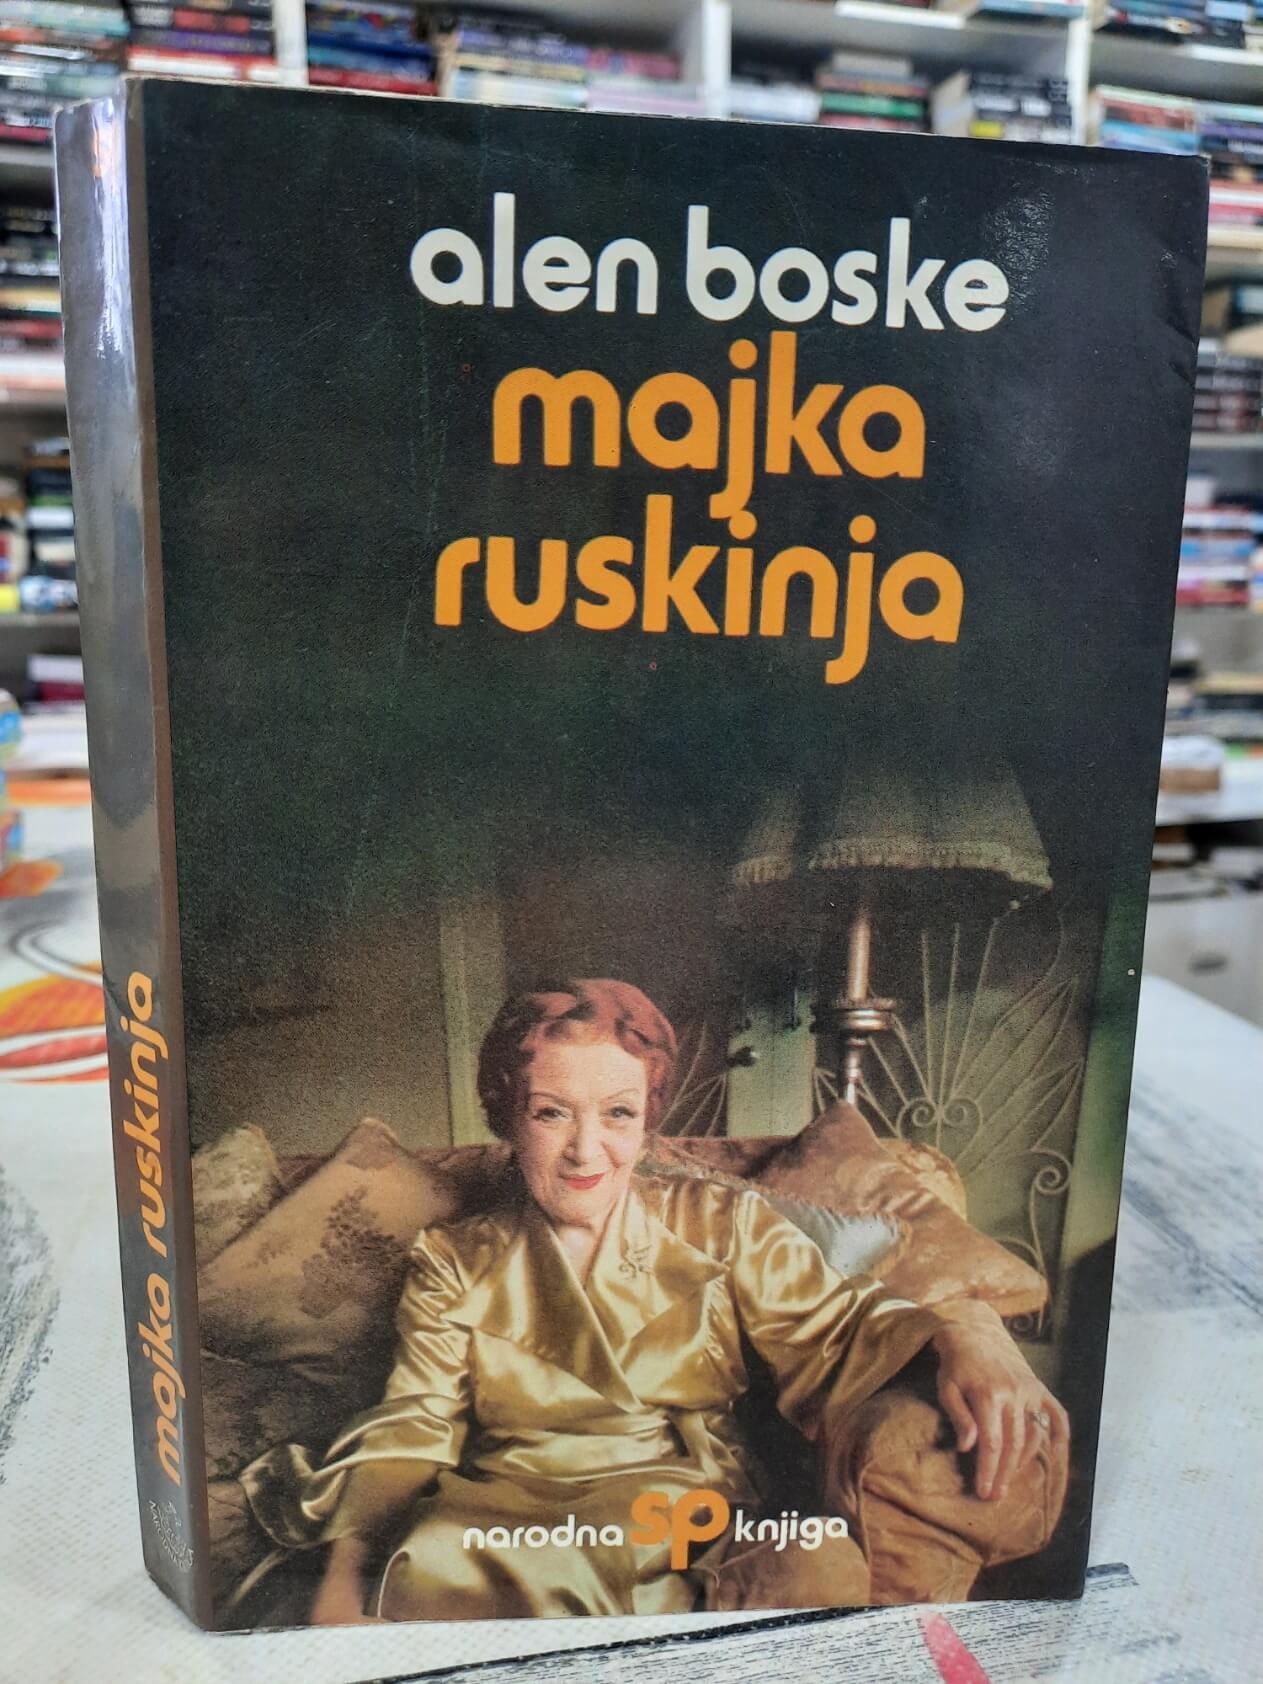 alen boske
majka
ruskinja
narodna sp knjiga
majka ruskinja